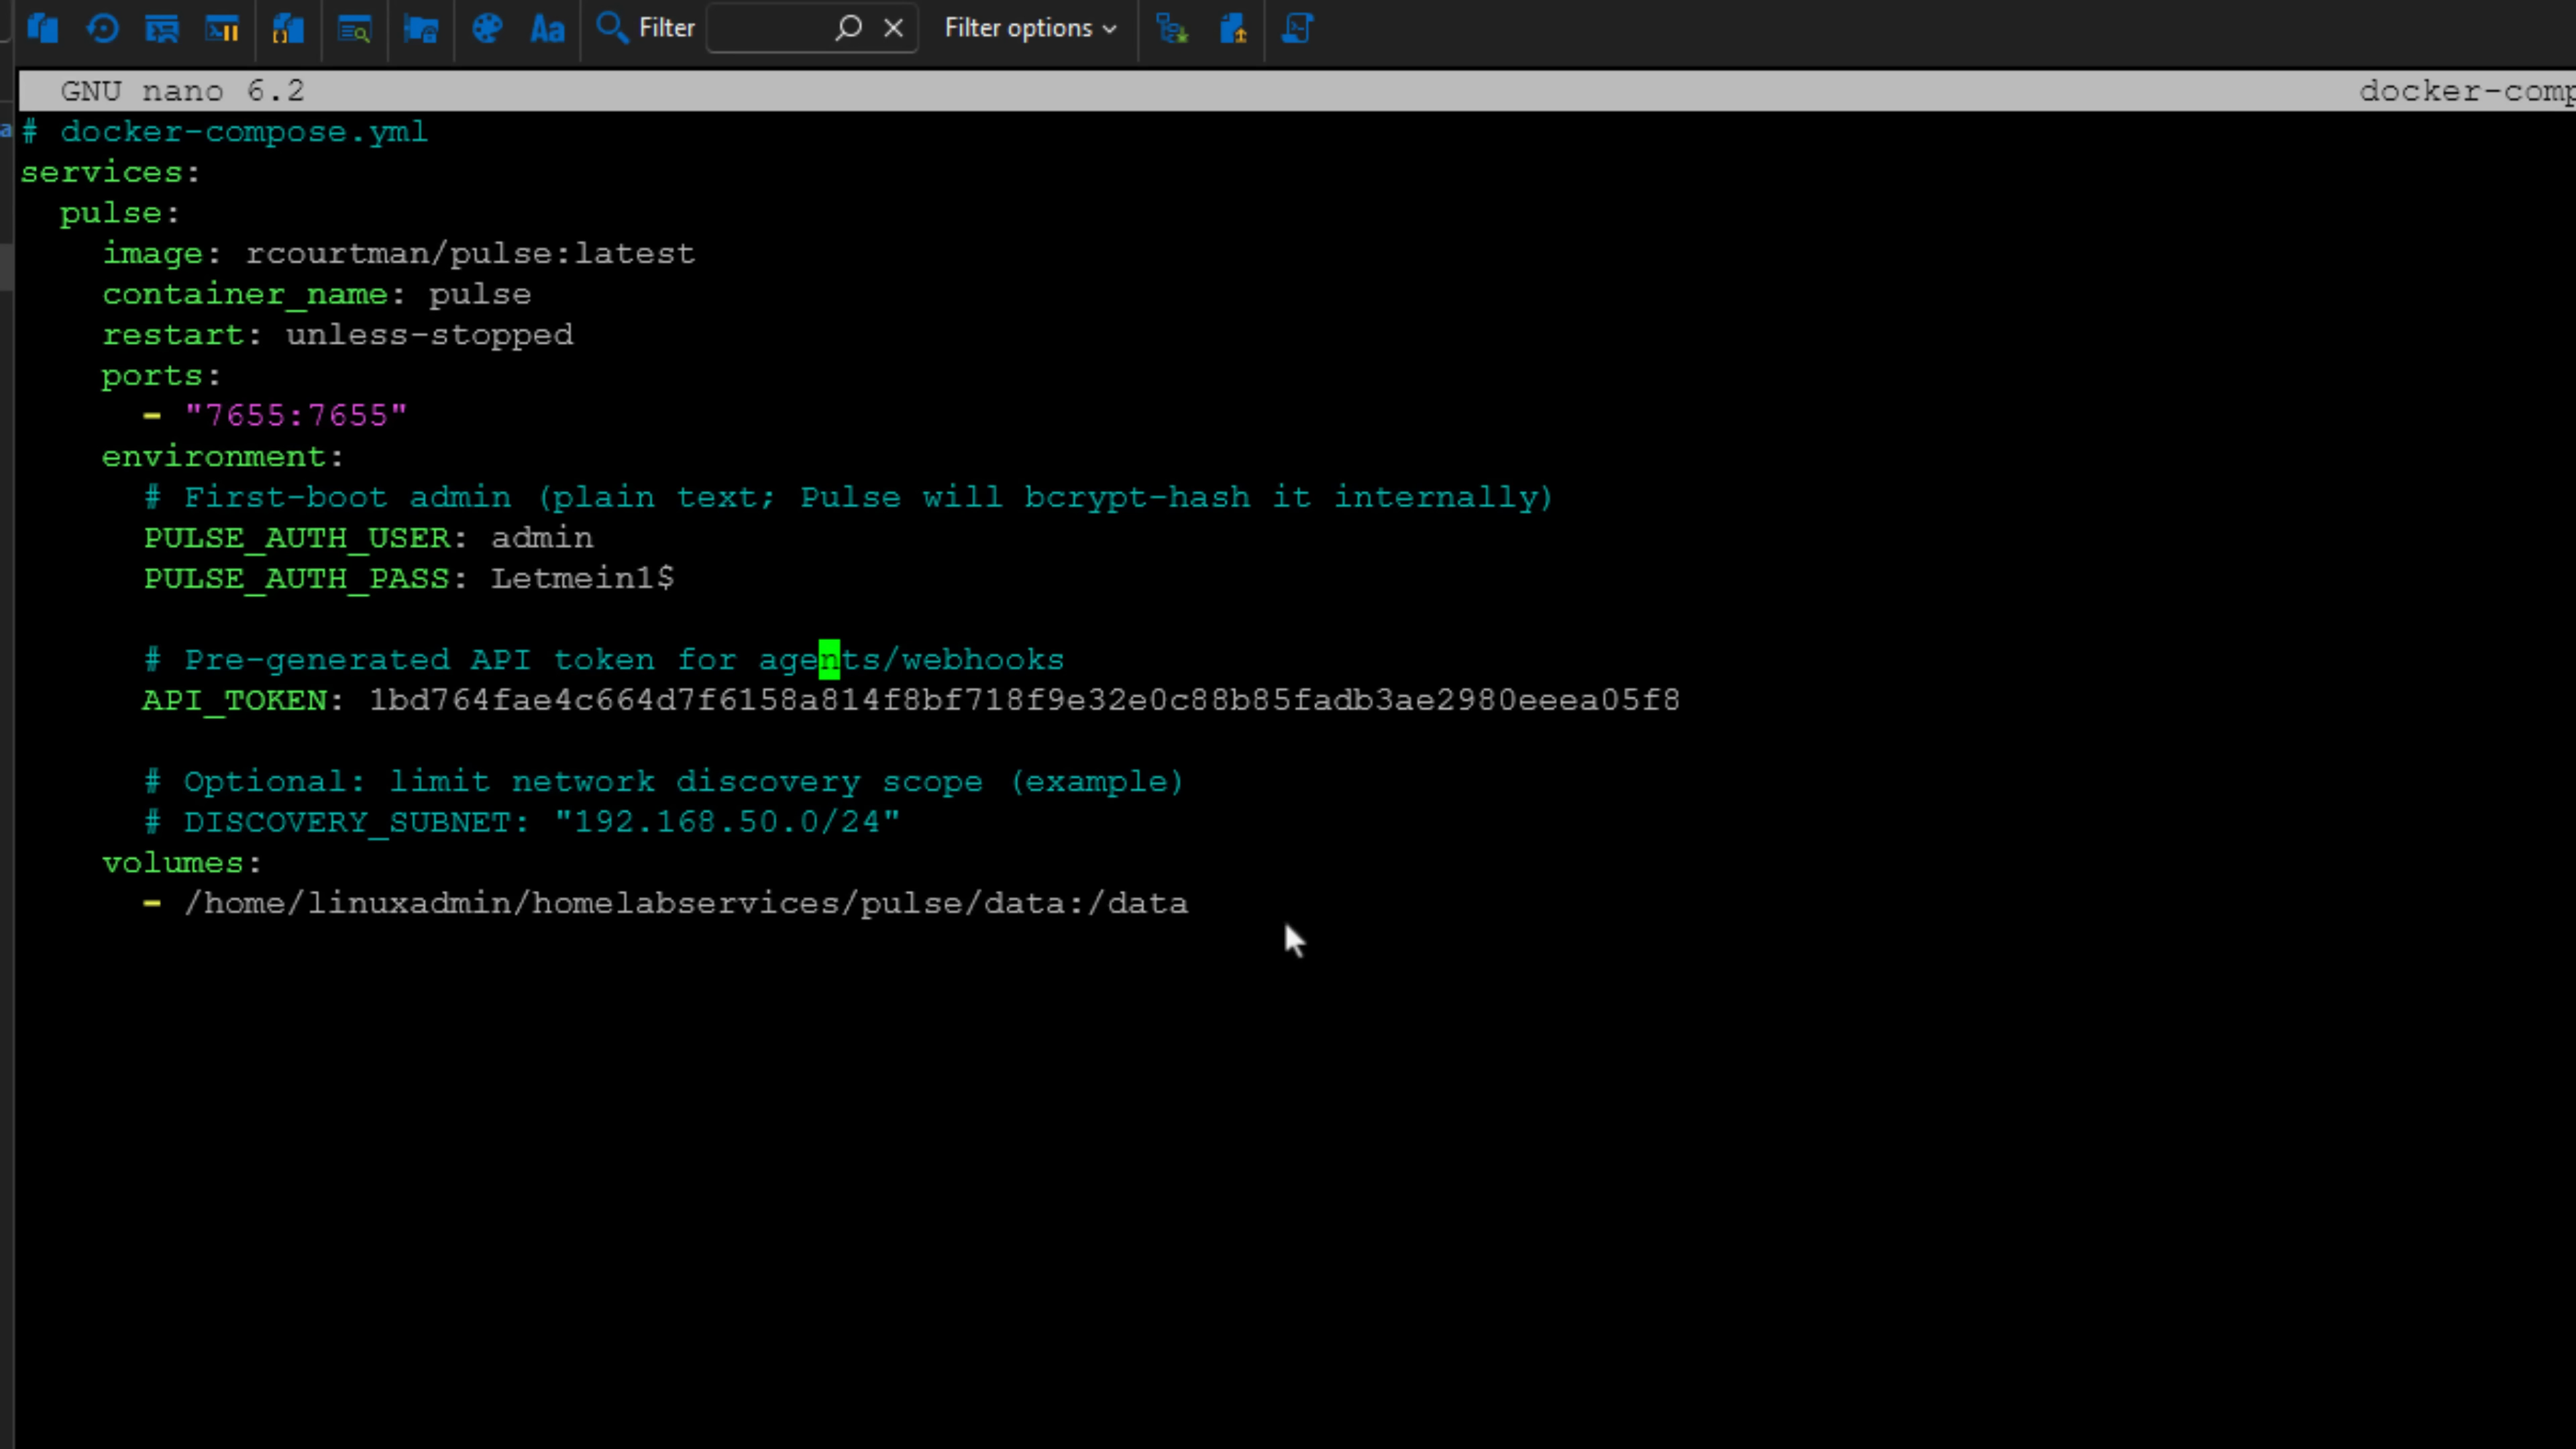 Aa Filter Filter options
GNU nano 6.2 docker-comp
# docker-compose.yml
services:
pulse:
image: rcourtman/pulse:latest
container_name: pulse
restart: unless-stopped
ports:
- "7655:7655"
environment:
# First-boot admin (plain text; Pulse will bcrypt-hash it internally)
PULSE_AUTH_USER: admin
PULSE_AUTH_PASS: Letmein1$
# Pre-generated API token for agents/webhooks
API_TOKEN: 1bd764fae4c664d7f6158a814f8bf718f9e32e0c88b85fadb3ae2980eeea05f8
# Optional: limit network discovery scope (example)
# DISCOVERY_SUBNET: "192.168.50.0/24"
volumes:
- /home/linuxadmin/homelabservices/pulse/data:/data